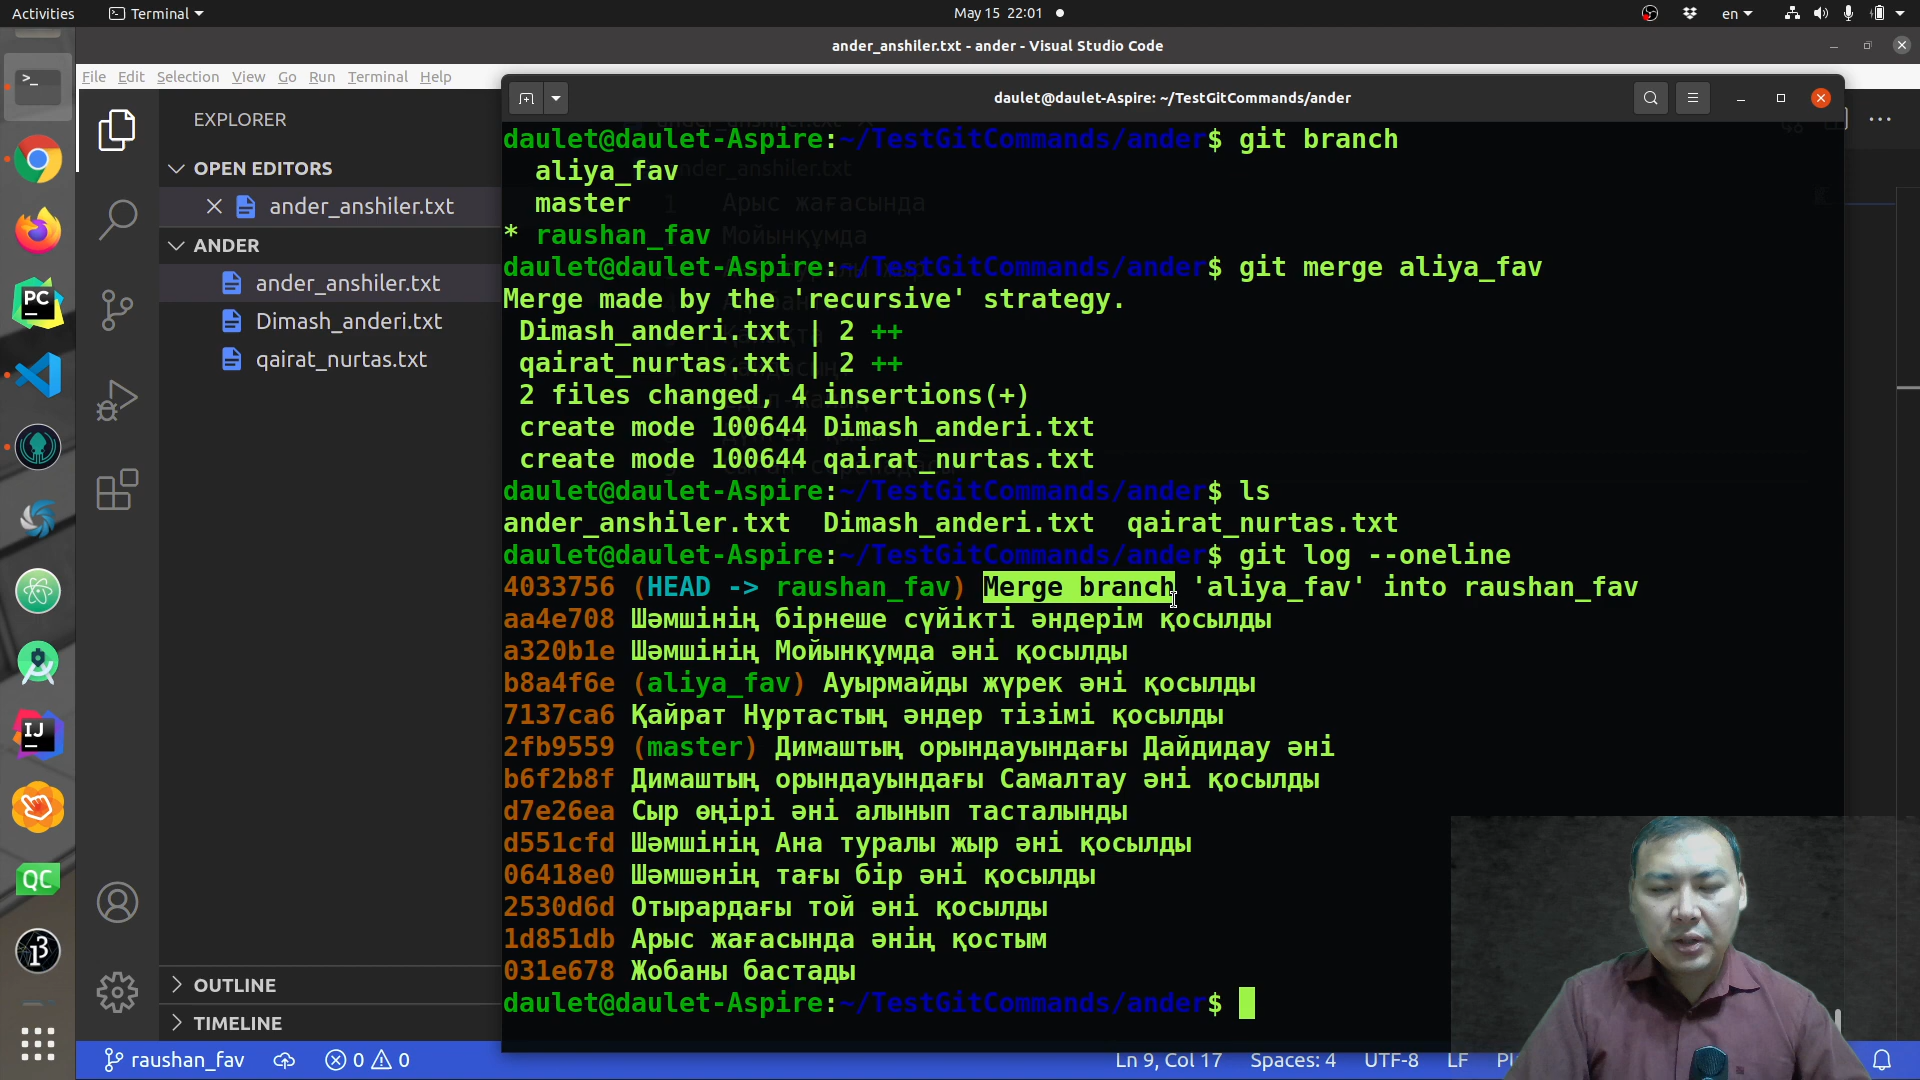 Activities Terminal May 15 22:01 en
ander_anshiler.txt - ander - Visual Studio Code
File Edit Selection View Go Run Terminal Help
EXPLORER
OPEN EDITORS
ander_anshiler.txt
ANDER
ander_anshiler.txt
Dimash_anderi.txt
qairat_nurtas.txt
OUTLINE
TIMELINE
daulet@daulet-Aspire: ~/TestGitCommands/ander
daulet@daulet-Aspire:~/TestGitCommands/ander$ git branch
aliya_fav
master
* raushan_fav
daulet@daulet-Aspire:~/TestGitCommands/ander$ git merge aliya_fav
Merge made by the 'recursive' strategy.
Dimash_anderi.txt | 2 ++
qairat_nurtas.txt | 2 ++
2 files changed, 4 insertions(+)
create mode 100644 Dimash_anderi.txt
create mode 100644 qairat_nurtas.txt
daulet@daulet-Aspire:~/TestGitCommands/ander$ ls
ander_anshiler.txt Dimash_anderi.txt qairat_nurtas.txt
daulet@daulet-Aspire:~/TestGitCommands/ander$ git log --oneline
4033756 (HEAD -> raushan_fav) Merge branch 'aliya_fav' into raushan_fav
aa4e708 Шәмшінің бірнеше сүйікті әндерім қосылды
a320b1e Шәмшінің Мойынқұмда әні қосылды
b8a4f6e (aliya_fav) Ауырмайды жүрек әні қосылды
7137ca6 Қайрат Нұртастың әндер тізімі қосылды
2fb9559 (master) Димаштың орындауындағы Дайдидау әні
b6f2b8f Димаштың орындауындағы Самалтау әні қосылды
d7e26ea Сыр өңірі әні алынып тасталынды
d551cfd Шәмшінің Ана туралы жыр әні қосылды
06418e0 Шәмшәнің тағы бір әні қосылды
2530d6d Отырардағы той әні қосылды
1d851db Арыс жағасында әнің қостым
031e678 Жобаны бастады
daulet@daulet-Aspire:~/TestGitCommands/ander$
raushan_fav 0 0 Ln 9, Col 17 Spaces: 4 UTF-8 LF